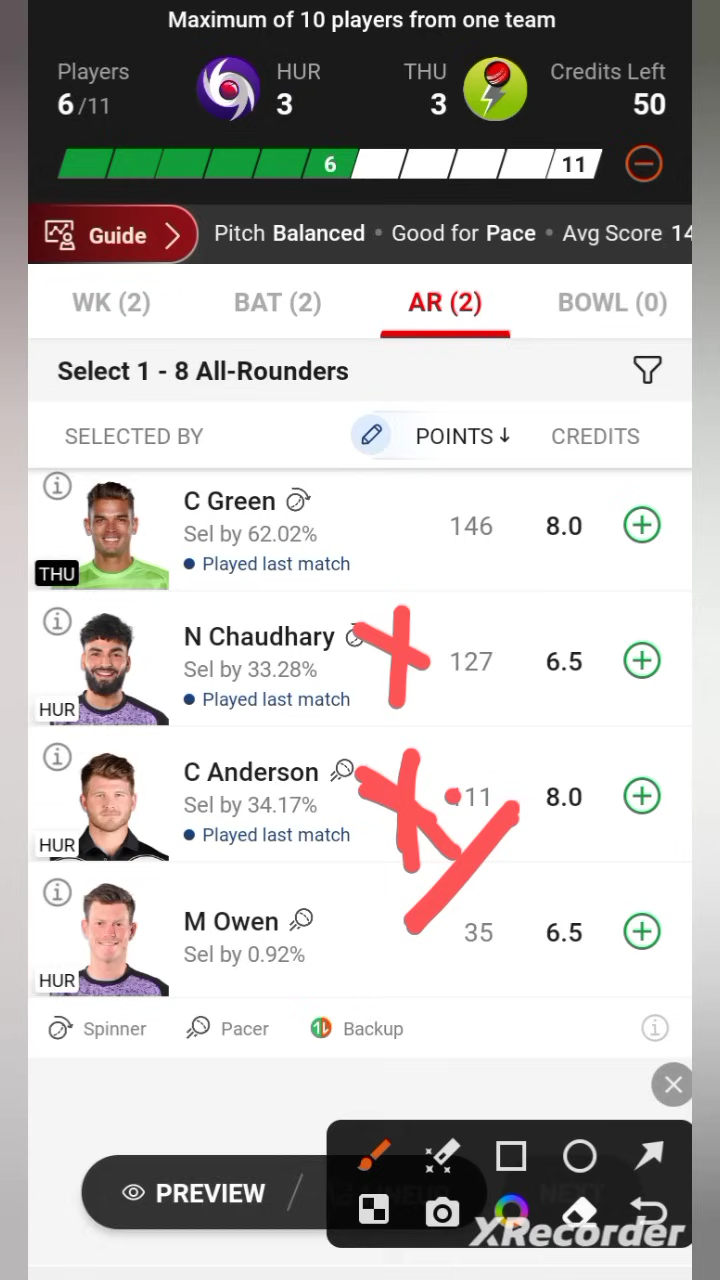 Maximum of 10 players from one team
Players HUR THU Credits Left
6/11 3 3 50
6 11
Guide Pitch Balanced • Good for Pace • Avg Score 14
WK (2) BAT (2) AR (2) BOWL (0)
Select 1 - 8 All-Rounders
SELECTED BY POINTS↓ CREDITS
C Green
Sel by 62.02% 146 8.0
Played last match
THU
N Chaudhary
Sel by 33.28% 127 6.5
Played last match
HUR
C Anderson
Sel by 34.17% 11 8.0
Played last match
HUR
M Owen
Sel by 0.92% 35 6.5
HUR
Spinner Pacer Backup
PREVIEW
XRecorder